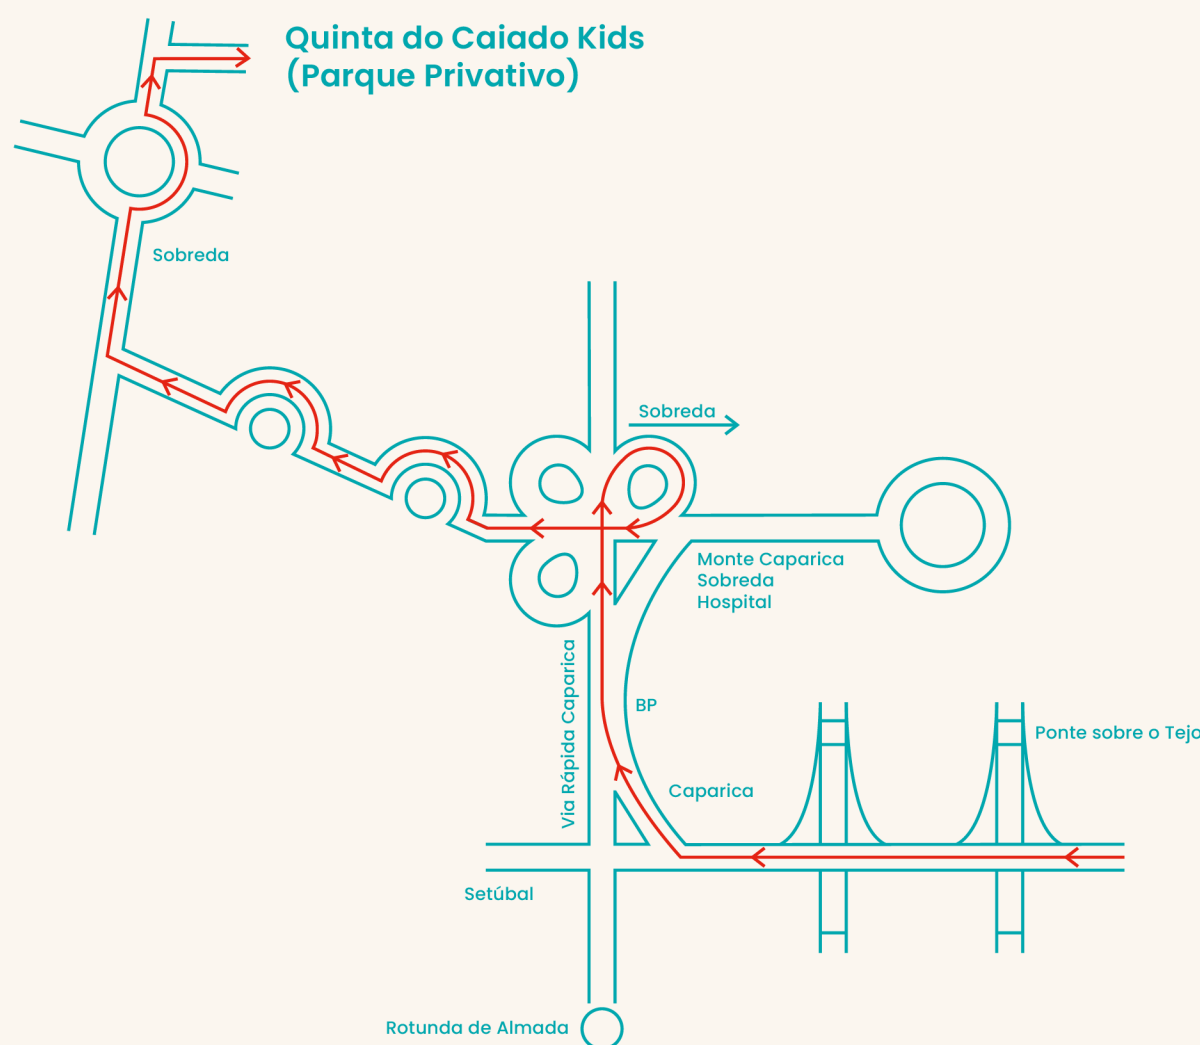 Quinta do Caiado Kids
(Parque Privativo)
Sobreda
Sobreda
Monte Caparica
Sobreda
Hospital
Via Rápida Caparica
BP
Ponte sobre o Tejo
Caparica
Setúbal
Rotunda de Almada